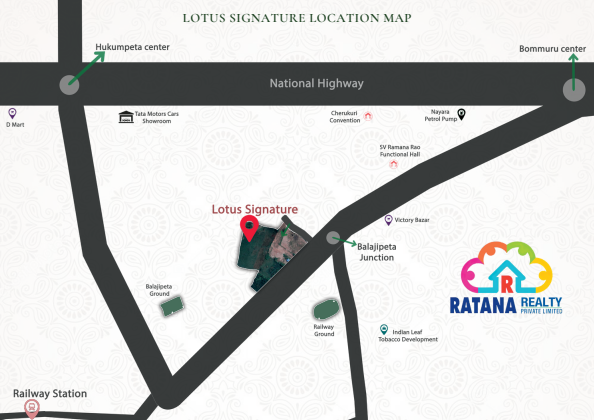 LOTUS SIGNATURE LOCATION MAP
Hukumpeta center
Bommuru center
National Highway
D Mart
Tata Motors Cars
Showroom
Cherukuri
Convention
Nayara
Petrol Pump
SV Ramana Rao
Functional Hall
Lotus Signature
Victory Bazar
Balajipeta
Junction
Balajipeta
Ground
Railway
Ground
Indian Leaf
Tobacco Development
R
RATANA REALTY
PRIVATE LIMITED
Railway Station